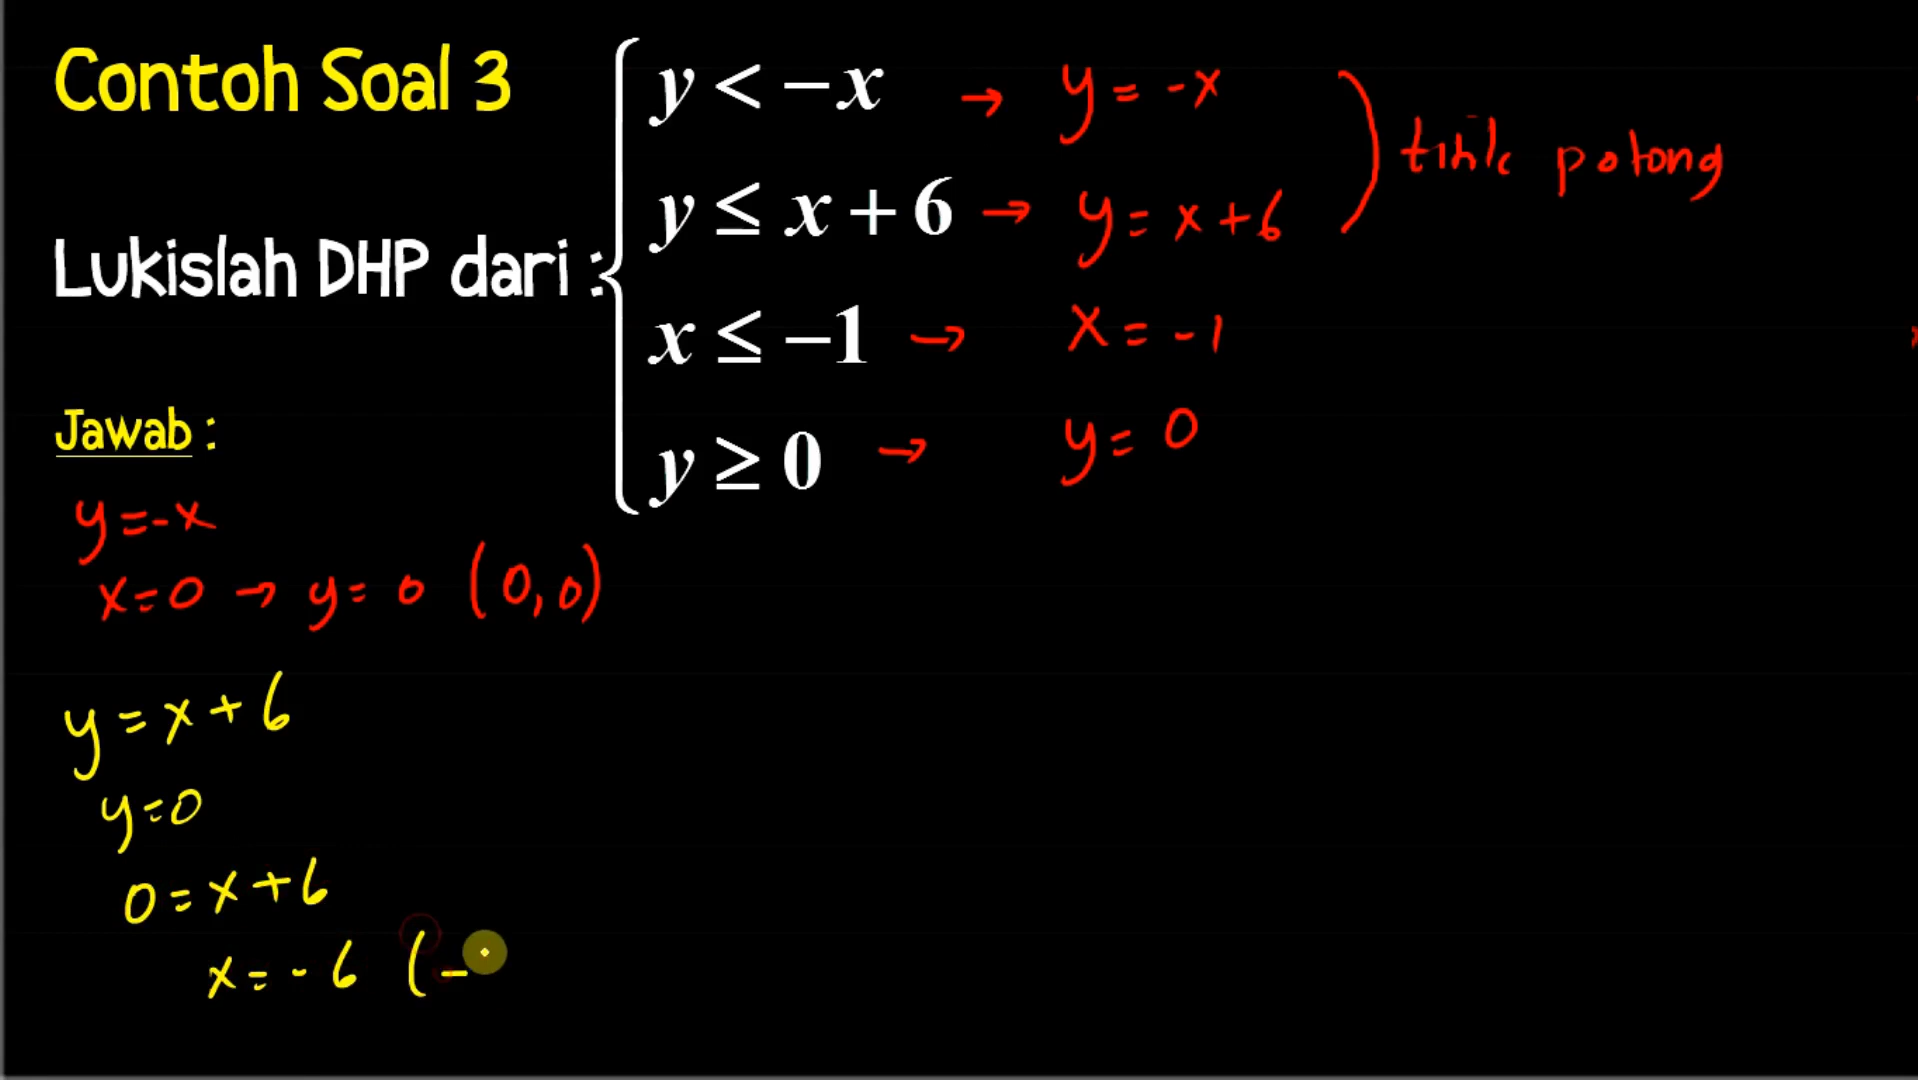 Contoh Soal 3
Lukislah DHP dari :
y < −x → y = -x
y ≤ x + 6 → y = x + 6
x ≤ −1 → x = -1
y ≥ 0 → y = 0
titik potong
Jawab :
y = -x
x = 0 → y = 0 (0,0)
y = x + 6
y = 0
0 = x + 6
x = - 6 (-